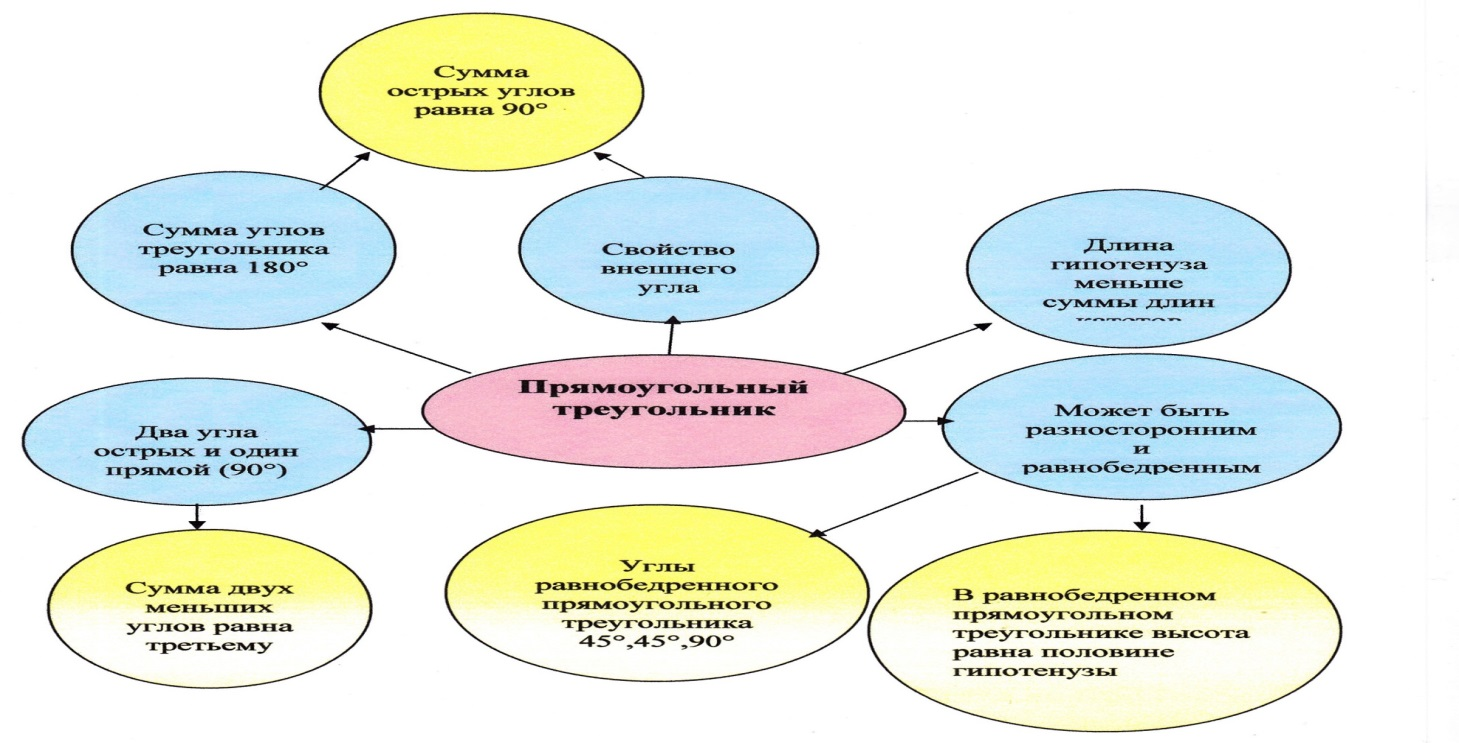 Сумма
острых углов
равна 90°
Сумма углов
треугольника
равна 180°
Свойство
внешнего
угла
Длина
гипотенуза
меньше
суммы длин
Прямоугольный
треугольник
Два угла
острых и один
прямой (90°)
Может быть
разносторонним
и
равнобедренным
Сумма двух
меньших
углов равна
третьему
Углы
равнобедренного
прямоугольного
треугольника
45°,45°,90°
В равнобедренном
прямоугольном
треугольнике высота
равна половине
гипотенузы